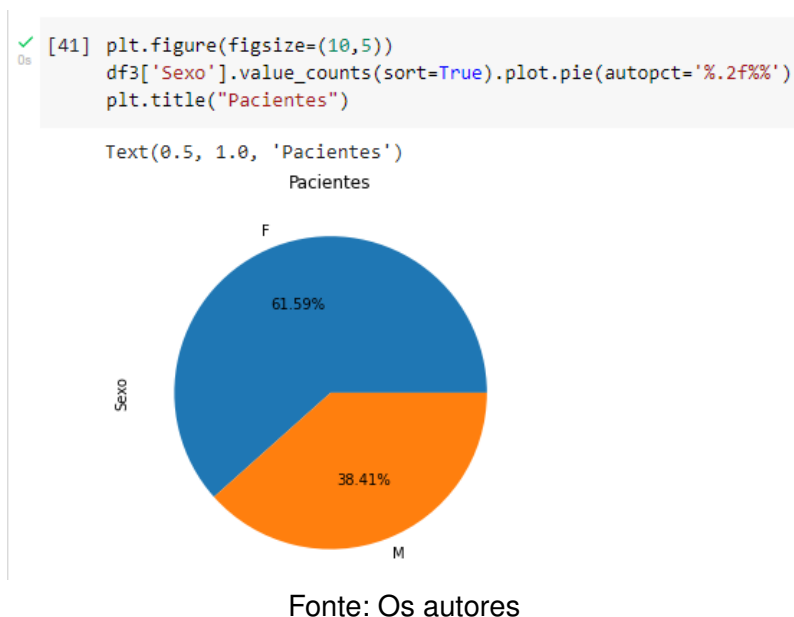 [41] plt.figure(figsize=(10,5))
0s
df3['Sexo'].value_counts(sort=True).plot.pie(autopct='%.2f%%')
plt.title("Pacientes")
Text(0.5, 1.0, 'Pacientes')
Pacientes
F
61.59%
Sexo
38.41%
M
Fonte: Os autores